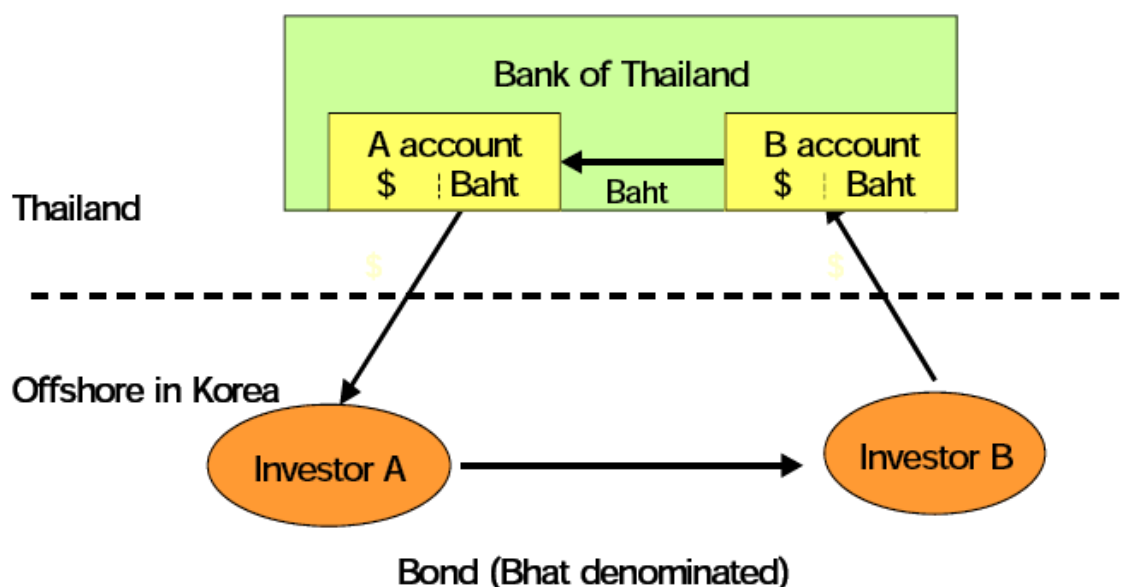 Bank of Thailand
A account
$ Baht
Baht
B account
$ Baht
Thailand
$
$
Offshore in Korea
Investor A
Investor B
Bond (Bhat denominated)